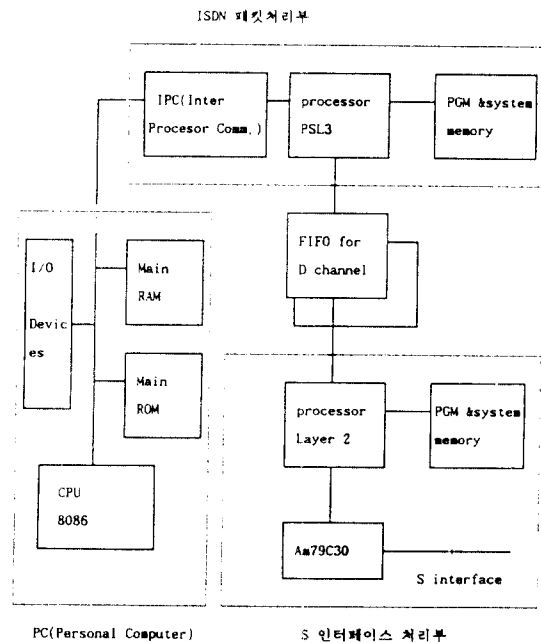 ISDN 패킷처리부
IPC(Inter
Procesor Comm.)
processor
PSL3
PGM &system
memory
FIFO for
D channel
I/O
Devic
es
Main
RAM
Main
ROM
CPU
8086
processor
Layer 2
PGM &system
memory
Am79C30
S interface
PC(Personal Computer)
S 인터페이스 처리부